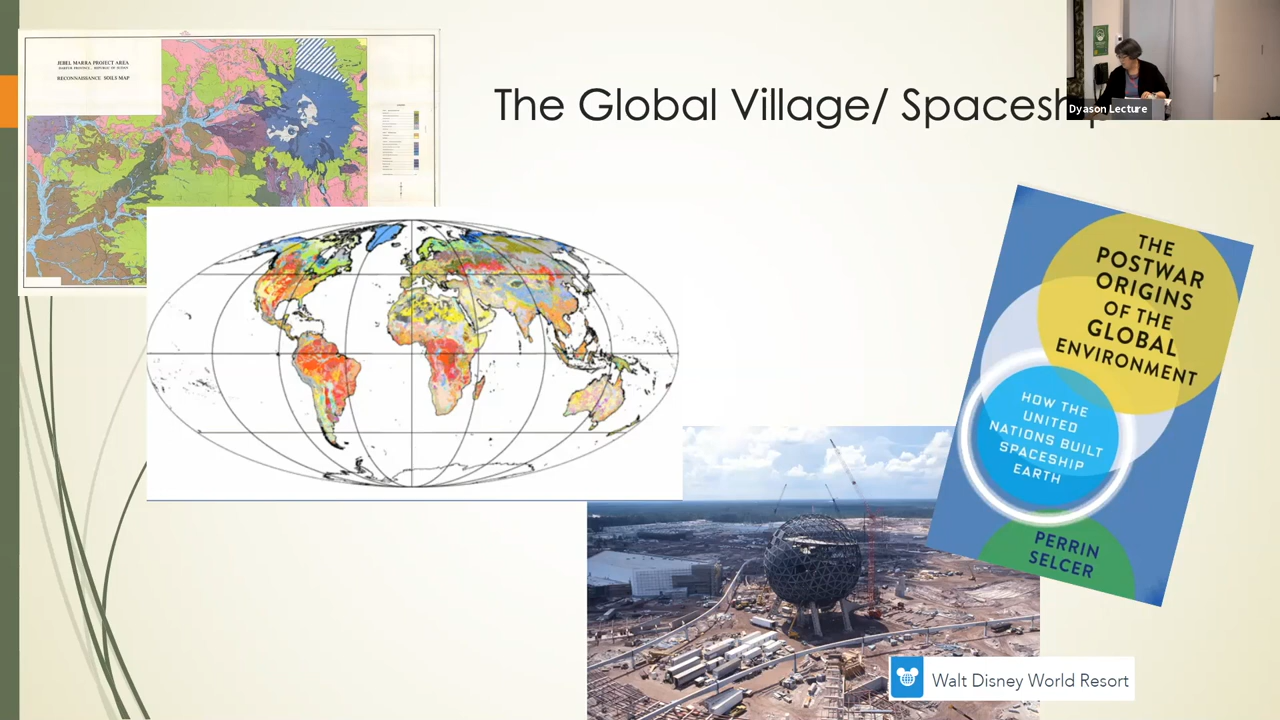 JEBEL MARRA PROJECT AREA
RECONNAISSANCE SOILS MAP
The Global Village/ Spacesh
Dyason Lecture
THE
POSTWAR
ORIGINS
OF THE
GLOBAL
ENVIRONMENT
HOW THE
UNITED
NATIONS BUILT
SPACESHIP
EARTH
PERRIN
SELCER
Walt Disney World Resort